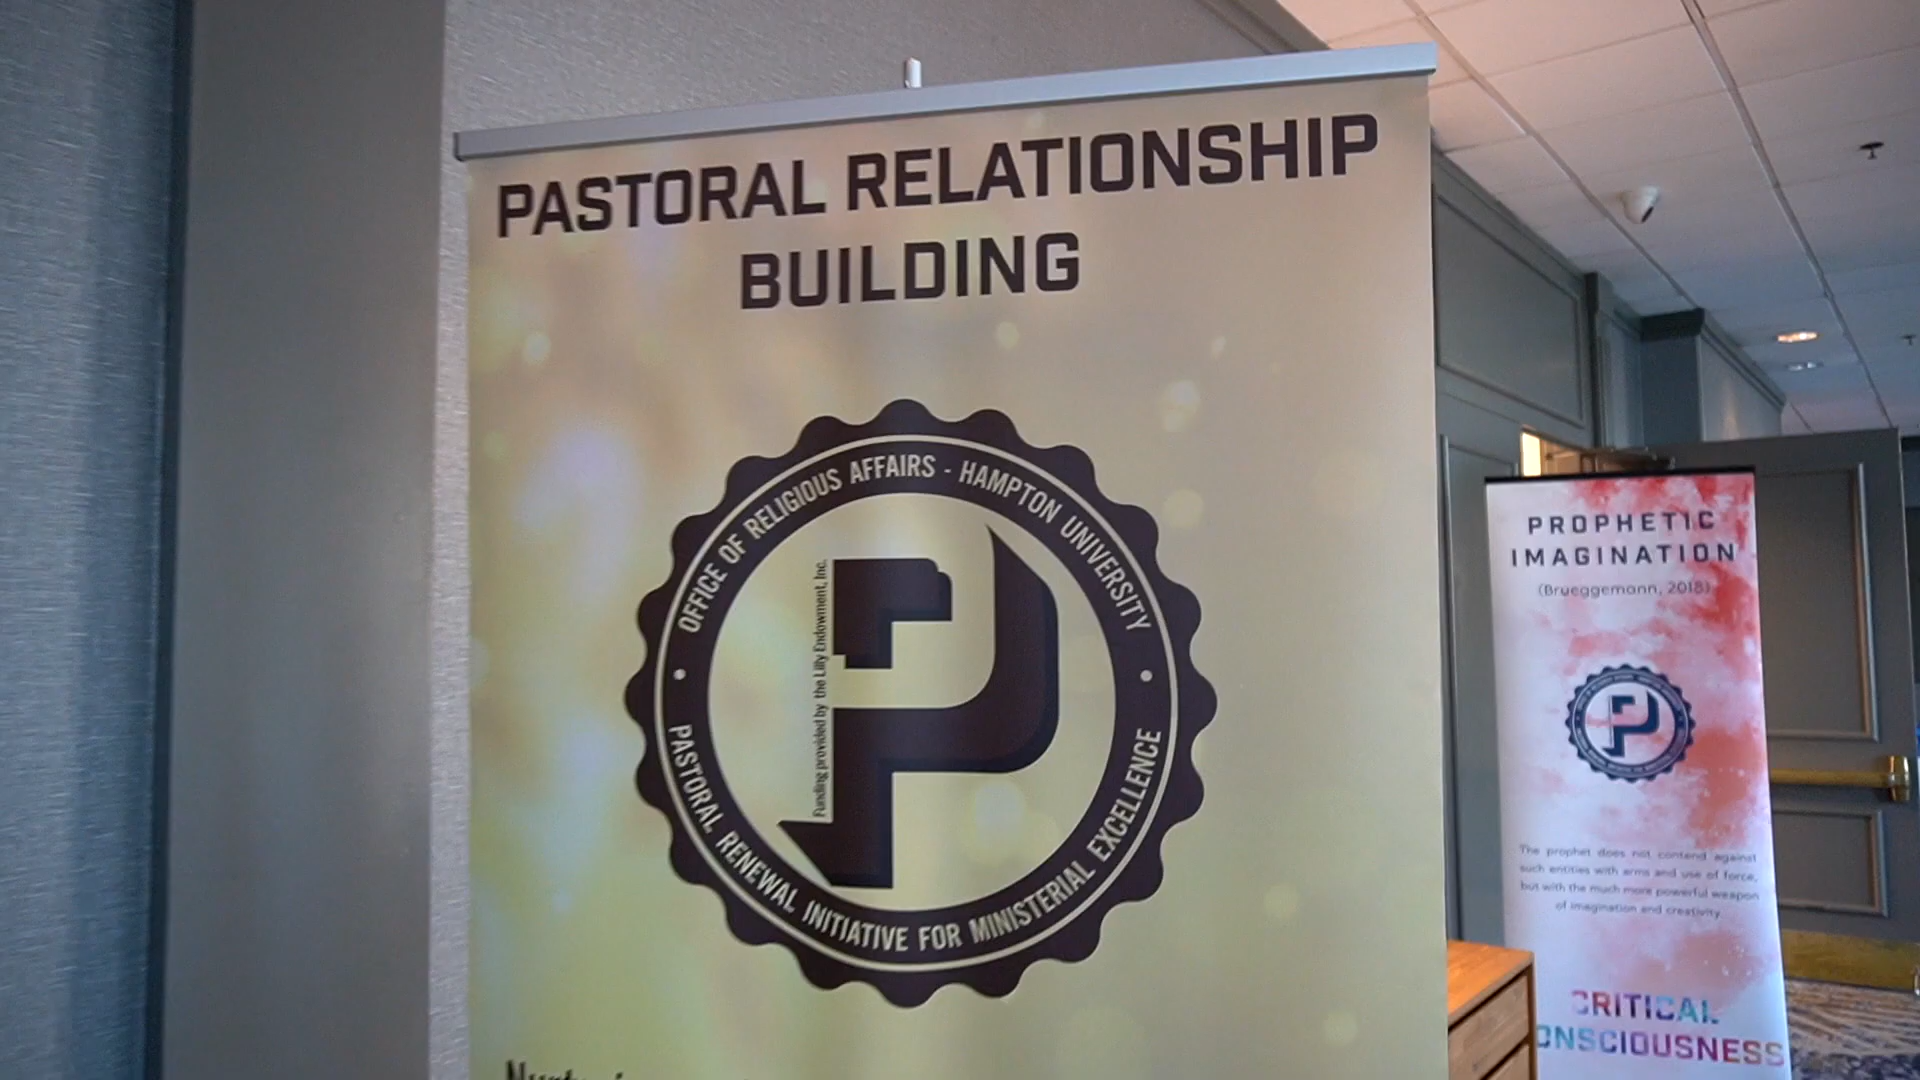 PASTORAL RELATIONSHIP
BUILDING
OFFICE OF RELIGIOUS AFFAIRS - HAMPTON UNIVERSITY
Funding provided by the Lilly Endowment, Inc.
PASTORAL RENEWAL INITIATIVE FOR MINISTERIAL EXCELLENCE
PROPHETIC
IMAGINATION
(Brueggemann, 2018)
The prophet does not contend against
such entities with arms and use of force,
but with the much more powerful weapon
of imagination and creativity.
CRITICAL
ONSCIOUSNESS